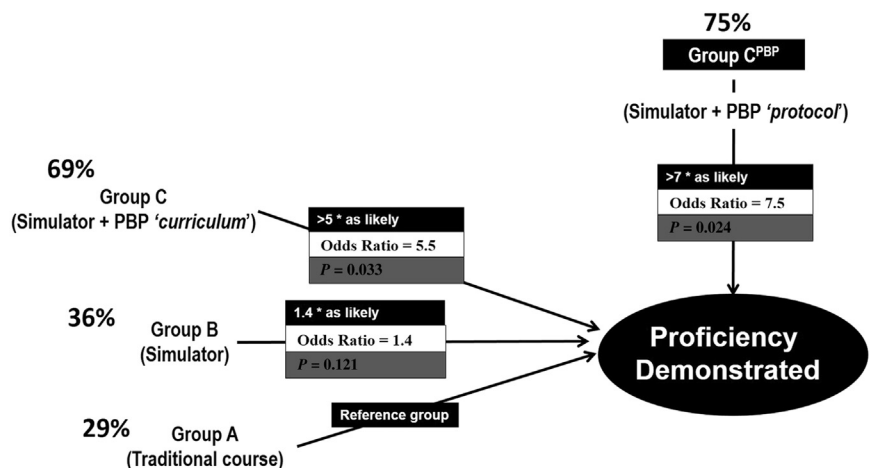 75%
Group C^PBP
(Simulator + PBP ‘protocol’)
>7 * as likely
Odds Ratio = 7.5
P = 0.024
69%
Group C
(Simulator + PBP ‘curriculum’)
>5 * as likely
Odds Ratio = 5.5
P = 0.033
36%
Group B
(Simulator)
1.4 * as likely
Odds Ratio = 1.4
P = 0.121
29%
Group A
(Traditional course)
Reference group
Proficiency
Demonstrated